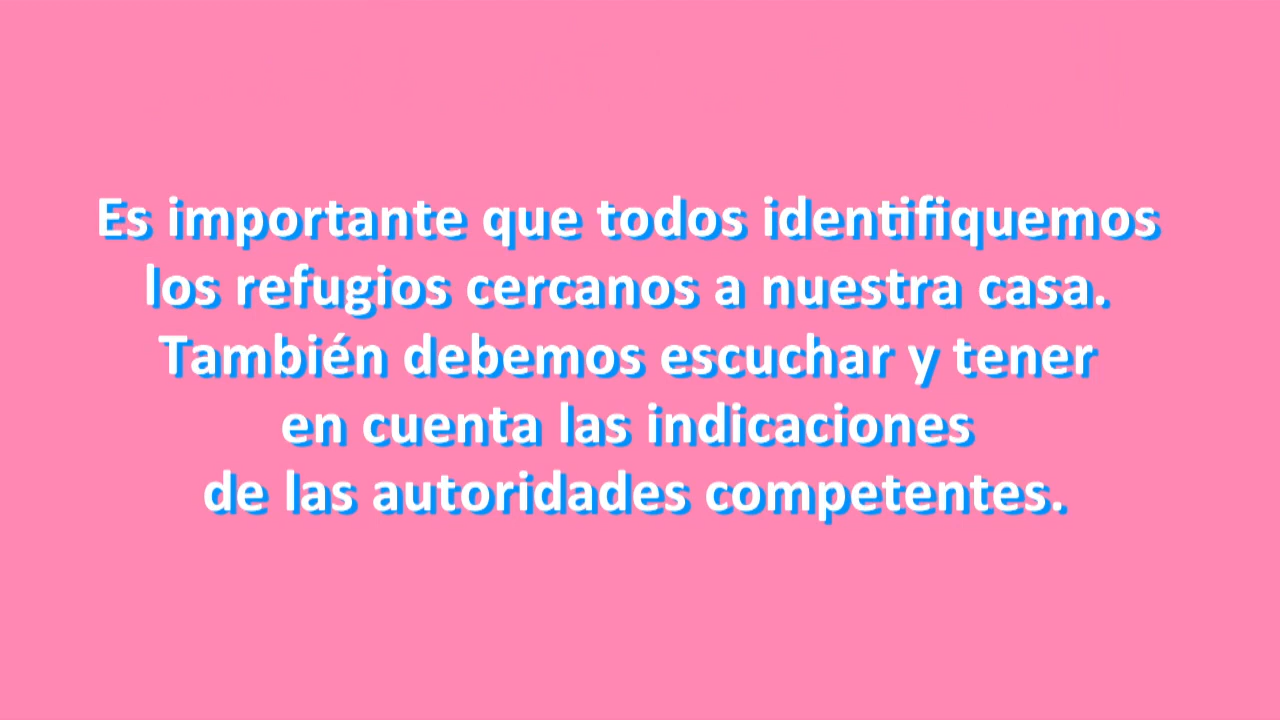 Es importante que todos identifiquemos
los refugios cercanos a nuestra casa.
También debemos escuchar y tener
en cuenta las indicaciones
de las autoridades competentes.